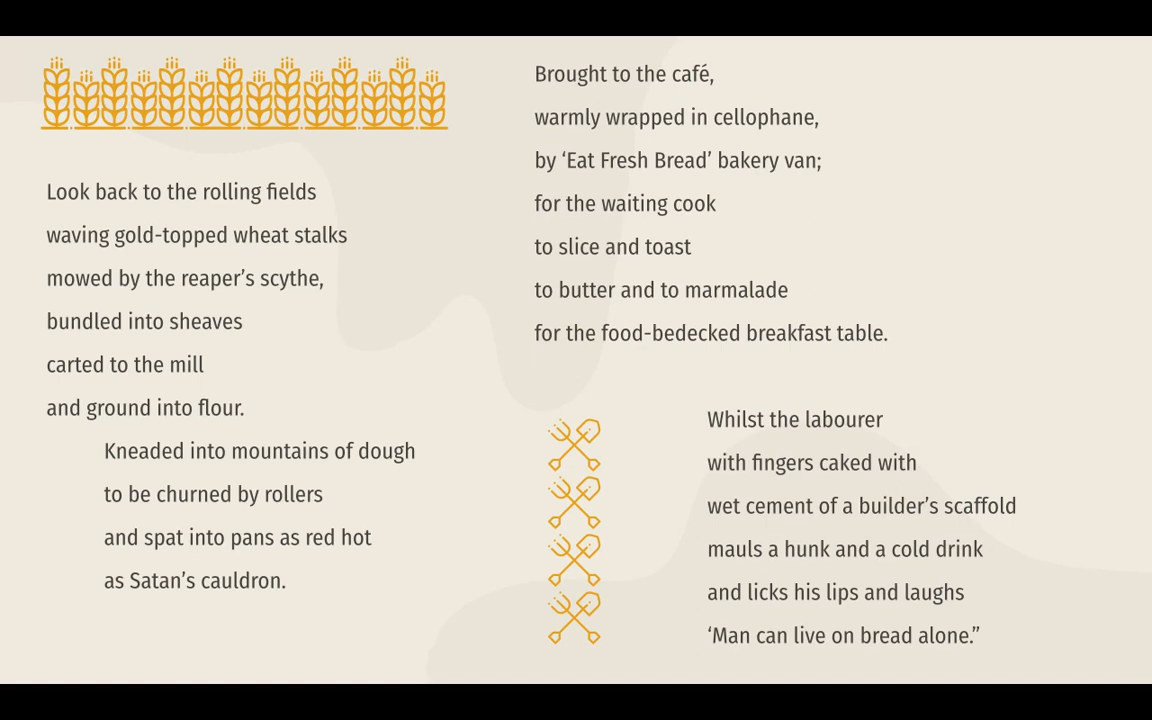 Look back to the rolling fields
waving gold-topped wheat stalks
mowed by the reaper’s scythe,
bundled into sheaves
carted to the mill
and ground into flour.
Kneaded into mountains of dough
to be churned by rollers
and spat into pans as red hot
as Satan’s cauldron.
Brought to the café,
warmly wrapped in cellophane,
by ‘Eat Fresh Bread’ bakery van;
for the waiting cook
to slice and toast
to butter and to marmalade
for the food-bedecked breakfast table.
Whilst the labourer
with fingers caked with
wet cement of a builder’s scaffold
mauls a hunk and a cold drink
and licks his lips and laughs
‘Man can live on bread alone.”